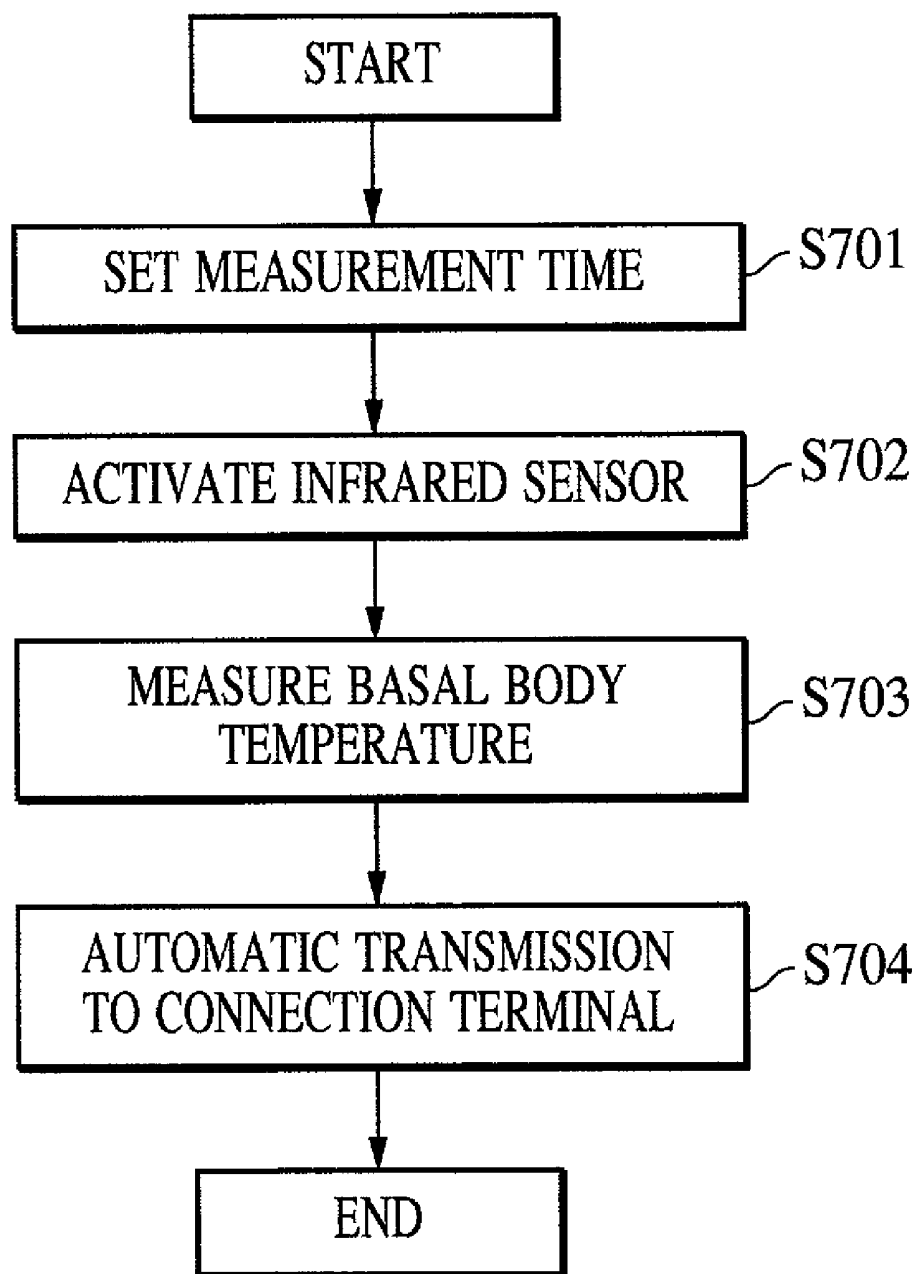 START
SET MEASUREMENT TIME
S701
ACTIVATE INFRARED SENSOR
S702
MEASURE BASAL BODY
TEMPERATURE
S703
AUTOMATIC TRANSMISSION
TO CONNECTION TERMINAL
S704
END